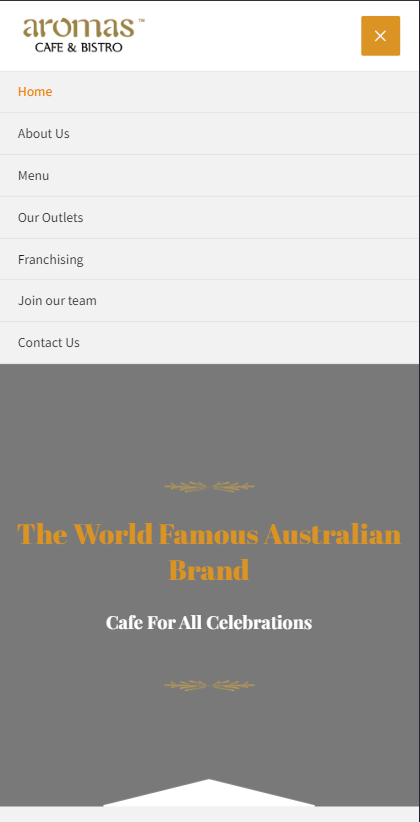 aromas™
CAFE & BISTRO
Home
About Us
Menu
Our Outlets
Franchising
Join our team
Contact Us
The World Famous Australian
Brand
Cafe For All Celebrations